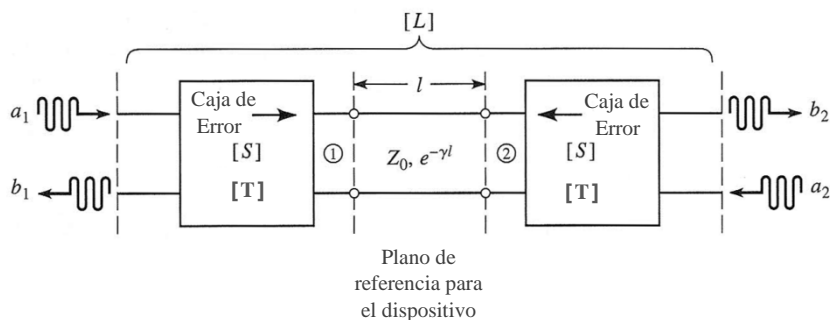 [L]
l
a₁
b₁
Caja de
Error
[S]
[T]
①
Z₀, e^{−γl}
②
Caja de
Error
[S]
[T]
b₂
a₂
Plano de
referencia para
el dispositivo